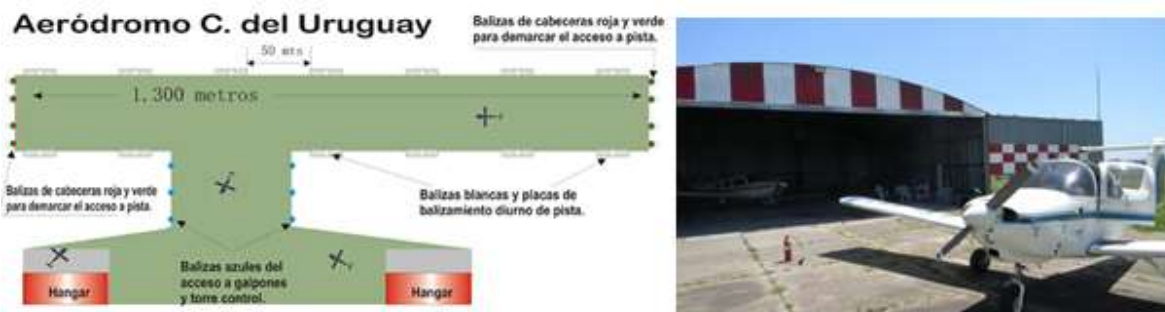 Aeródromo C. del Uruguay
Balizas de cabeceras roja y verde
para demarcar el acceso a pista.
50 mts
1.300 metros
Balizas de cabeceras roja y verde
para demarcar el acceso a pista.
Balizas blancas y placas de
balizamiento diurno de pista.
Balizas azules del
acceso a galpones
y torre control.
Hangar
Hangar